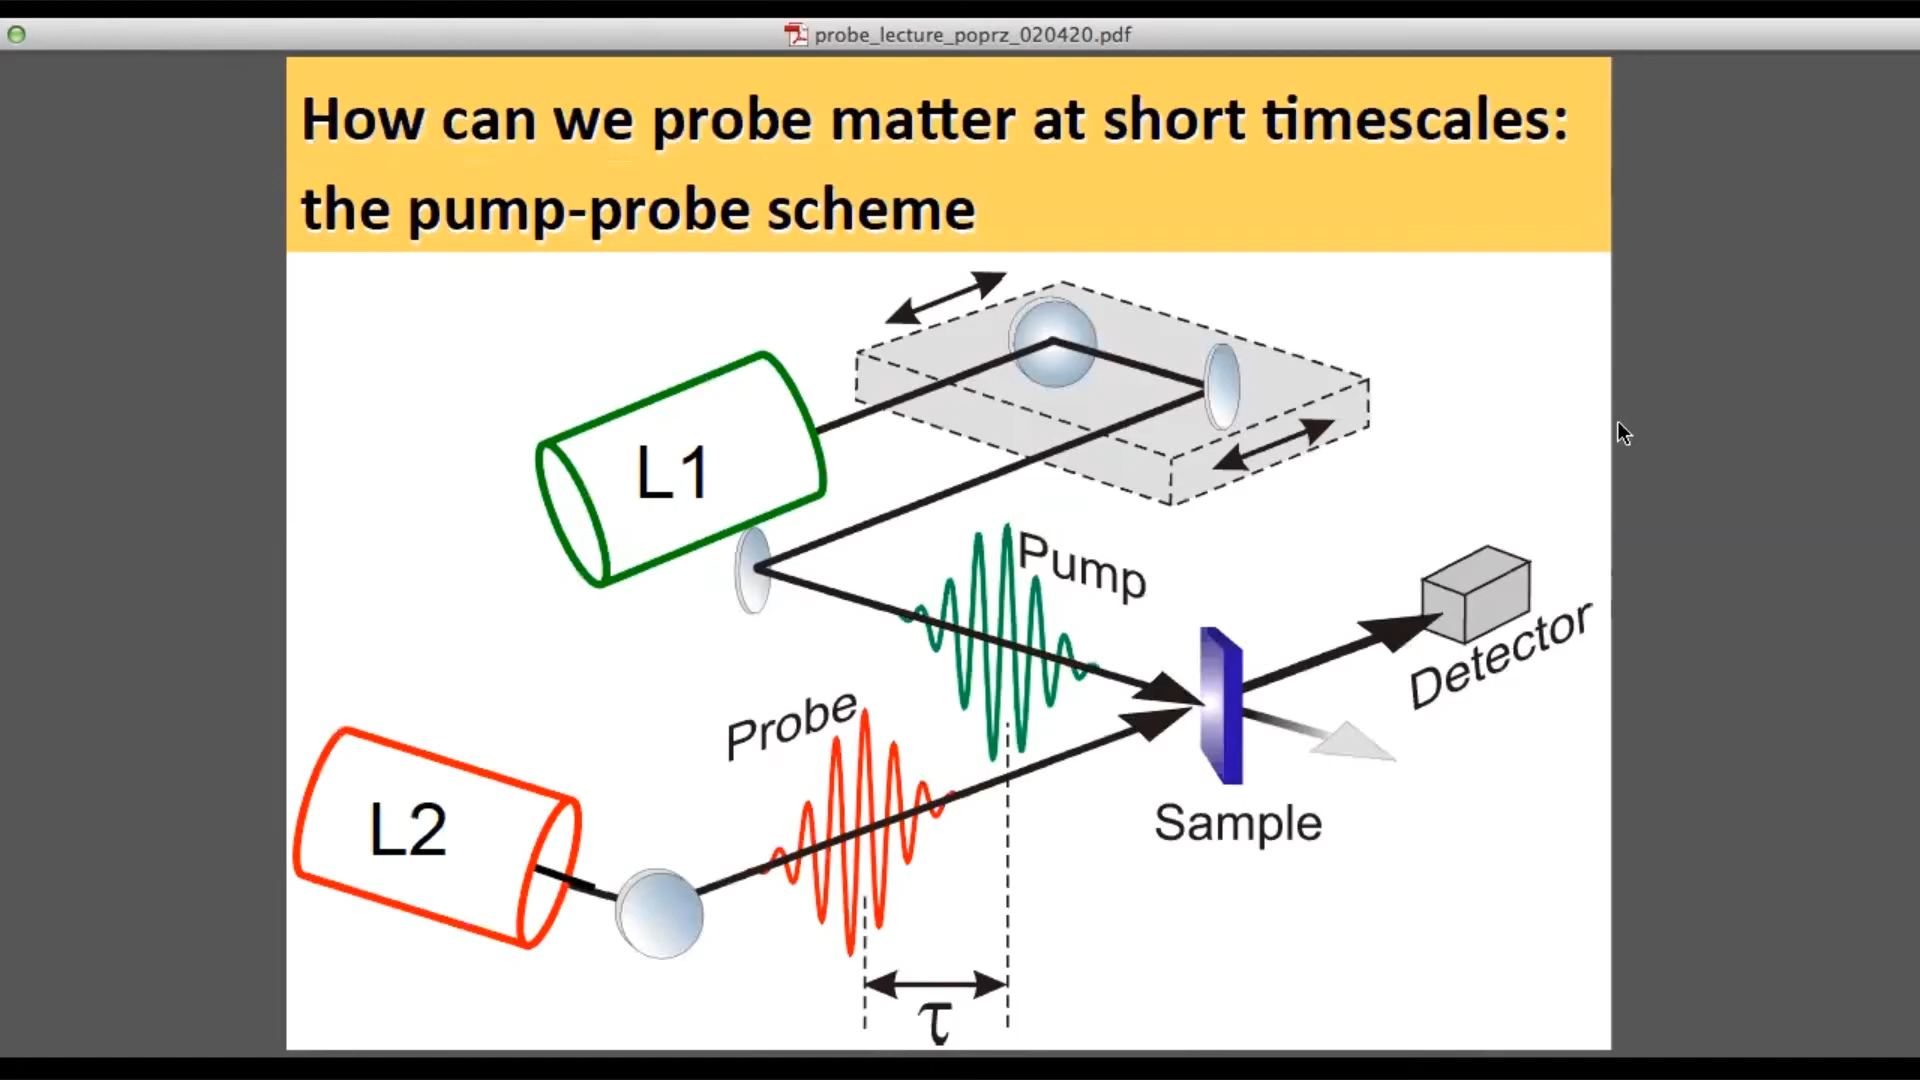 probe_lecture_poprz_020420.pdf
How can we probe matter at short timescales:
the pump-probe scheme
L1
Pump
Detector
Probe
L2
Sample
τ